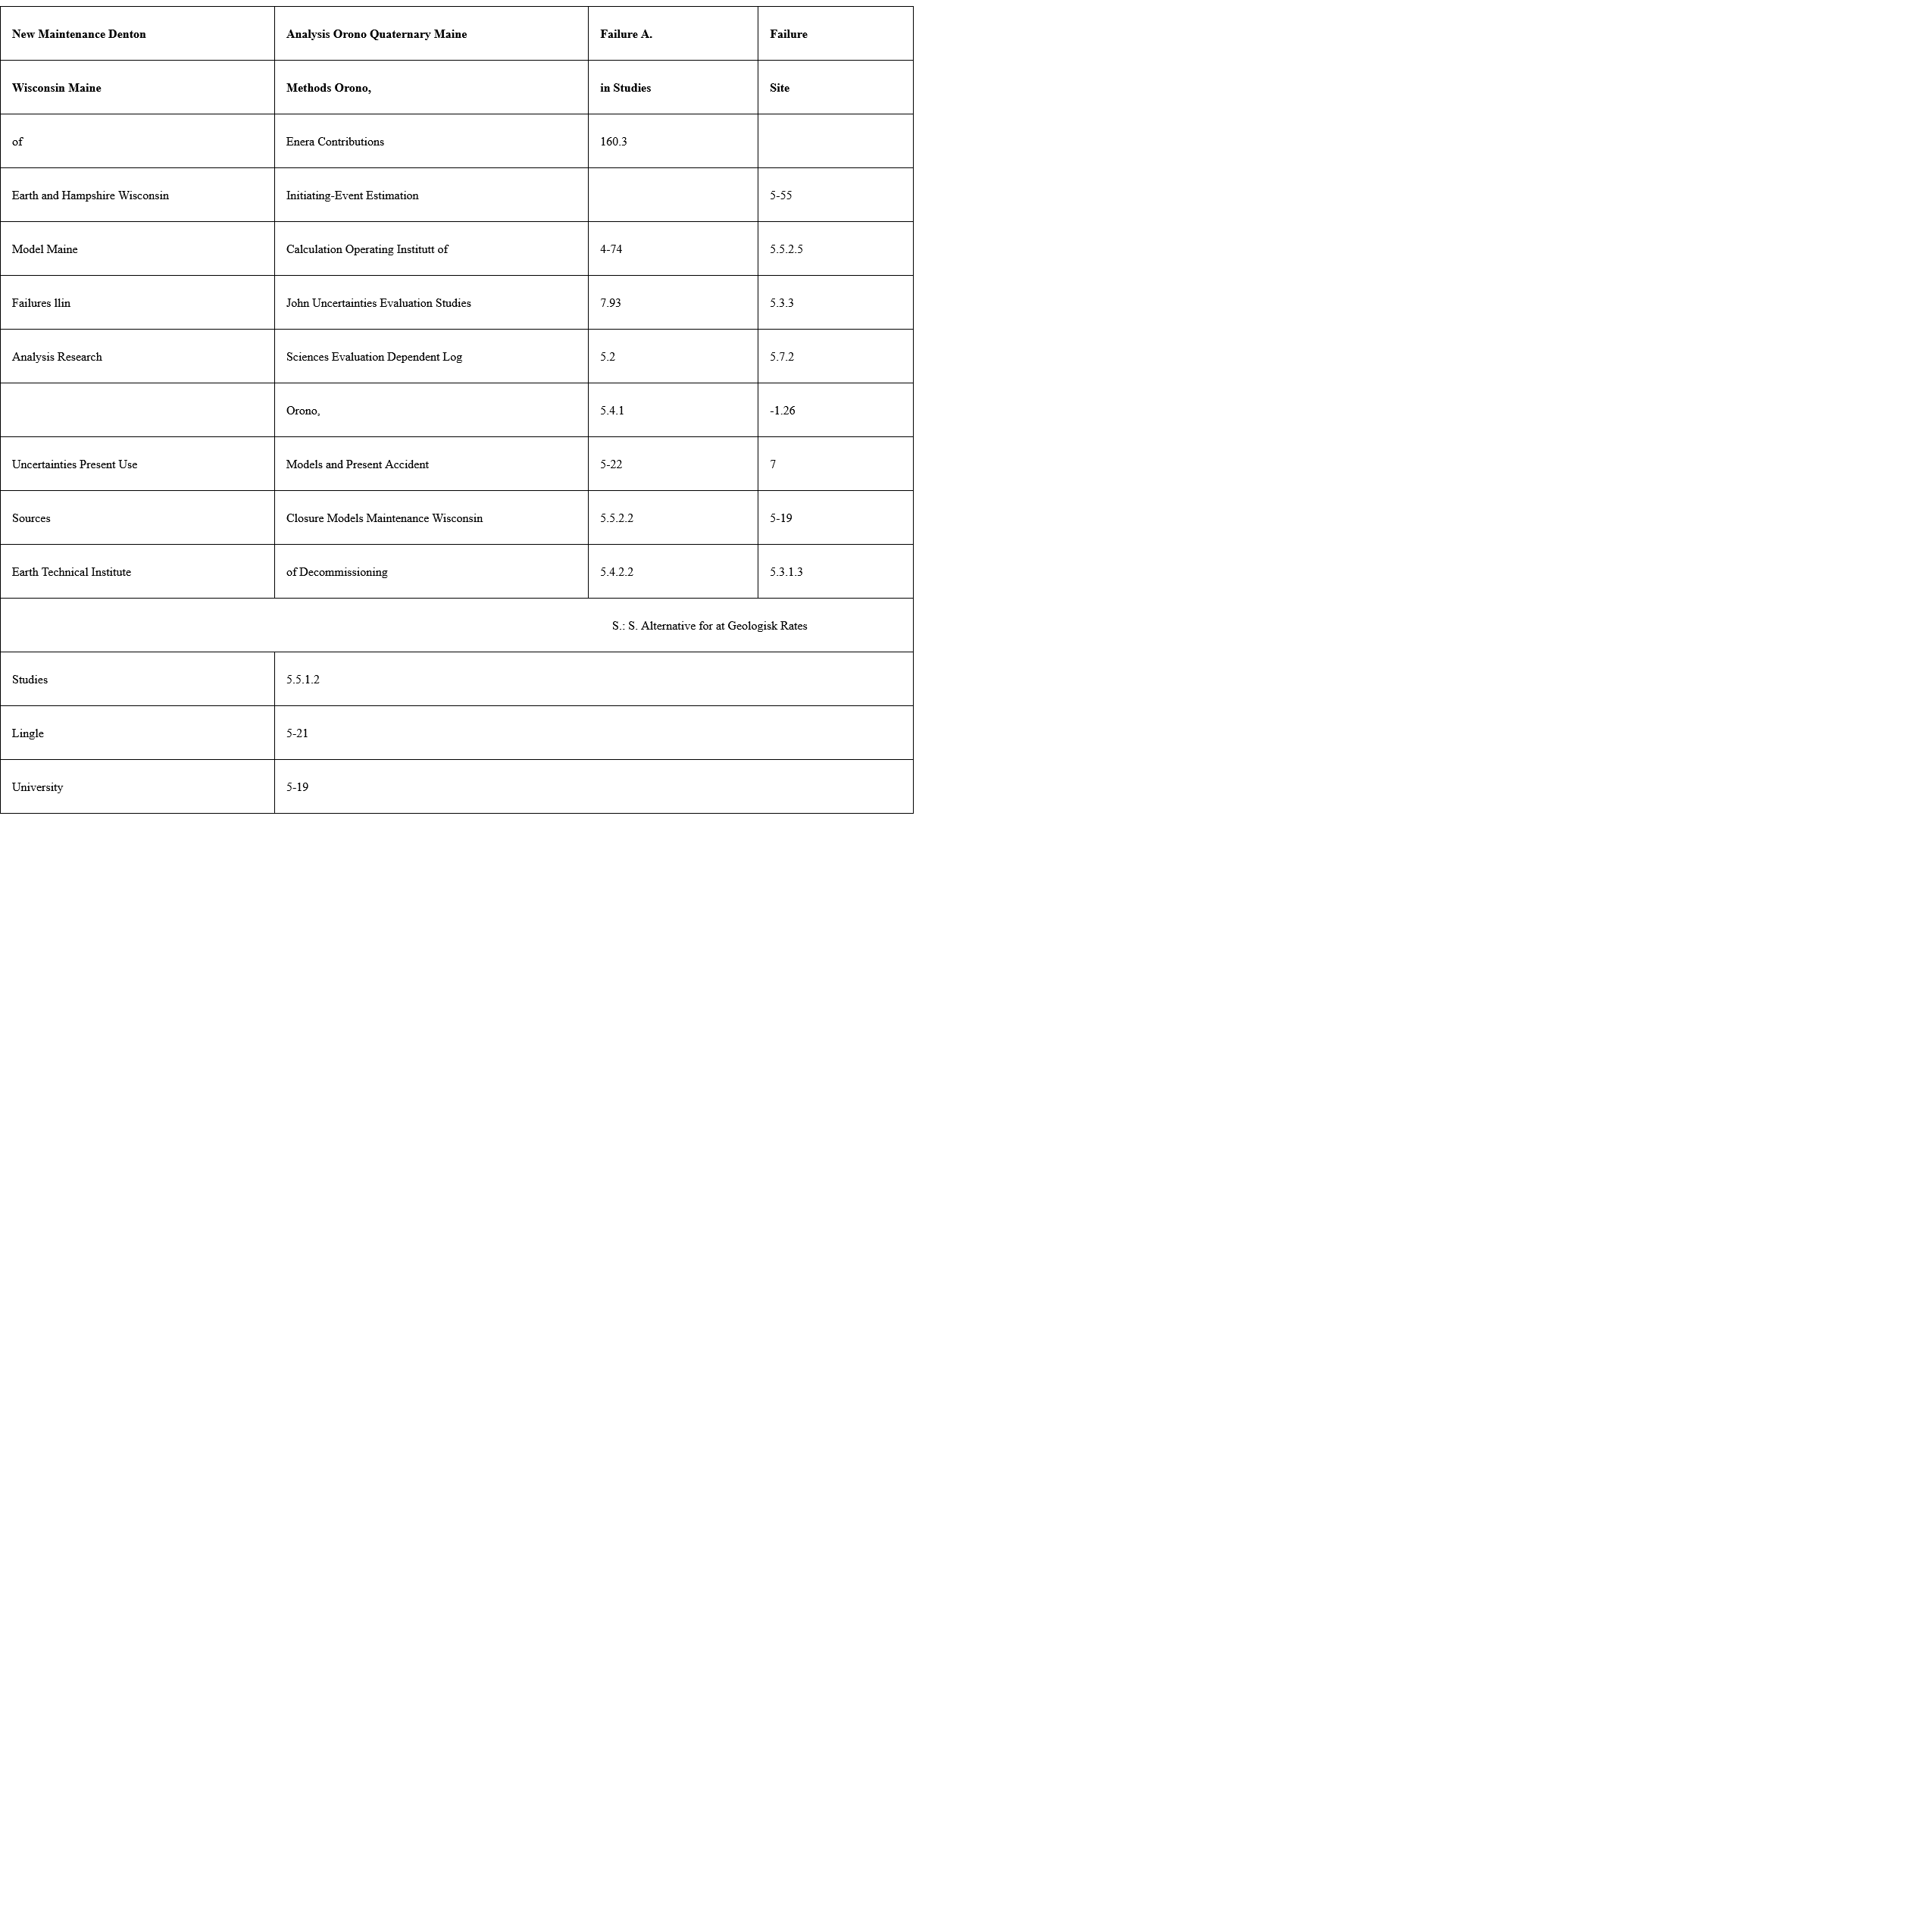 New Maintenance Denton Analysis Orono Quaternary Maine Failure A. Failure
Wisconsin Maine Methods Orono, in Studies Site
of Enera Contributions 160.3
Earth and Hampshire Wisconsin Initiating-Event Estimation 5-55
Model Maine Calculation Operating Institutt of 4-74 5.5.2.5
Failures llin John Uncertainties Evaluation Studies 7.93 5.3.3
Analysis Research Sciences Evaluation Dependent Log 5.2 5.7.2
Orono, 5.4.1 -1.26
Uncertainties Present Use Models and Present Accident 5-22 7
Sources Closure Models Maintenance Wisconsin 5.5.2.2 5-19
Earth Technical Institute of Decommissioning 5.4.2.2 5.3.1.3
S.: S. Alternative for at Geologisk Rates
Studies 5.5.1.2
Lingle 5-21
University 5-19